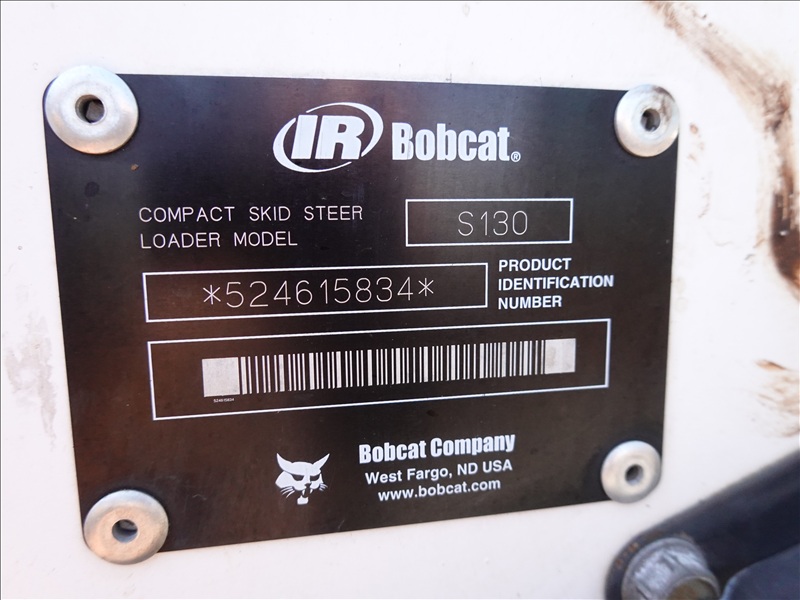 IR Bobcat®
COMPACT SKID STEER
LOADER MODEL
S130
*524615834*
PRODUCT
IDENTIFICATION
NUMBER
524615834
Bobcat Company
West Fargo, ND USA
www.bobcat.com